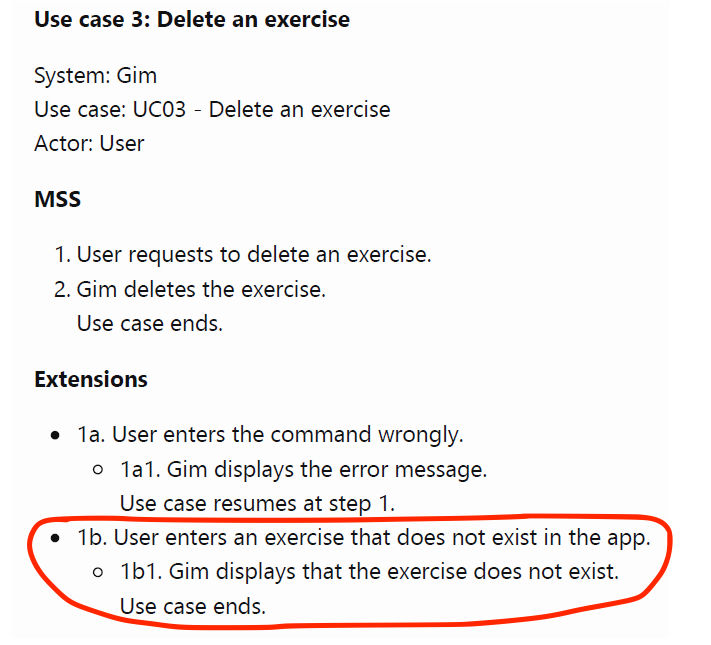 Use case 3: Delete an exercise
System: Gim
Use case: UC03 - Delete an exercise
Actor: User
MSS
1. User requests to delete an exercise.
2. Gim deletes the exercise.
Use case ends.
Extensions
• 1a. User enters the command wrongly.
○ 1a1. Gim displays the error message.
Use case resumes at step 1.
• 1b. User enters an exercise that does not exist in the app.
○ 1b1. Gim displays that the exercise does not exist.
Use case ends.